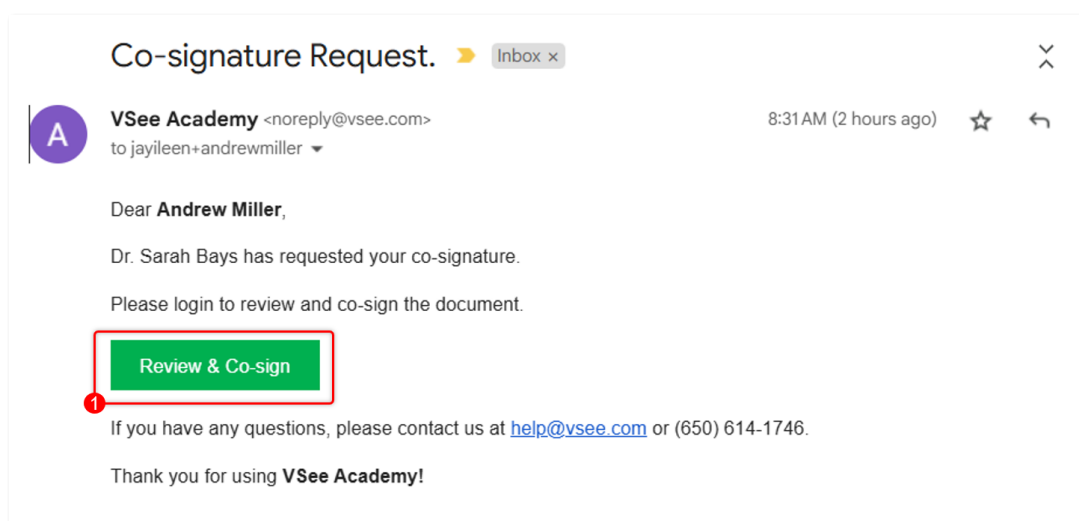 Co-signature Request. Inbox ×
A
VSee Academy <noreply@vsee.com> 8:31 AM (2 hours ago)
to jayileen+andrewmiller
Dear Andrew Miller,
Dr. Sarah Bays has requested your co-signature.
Please login to review and co-sign the document.
Review & Co-sign
1
If you have any questions, please contact us at help@vsee.com or (650) 614-1746.
Thank you for using VSee Academy!